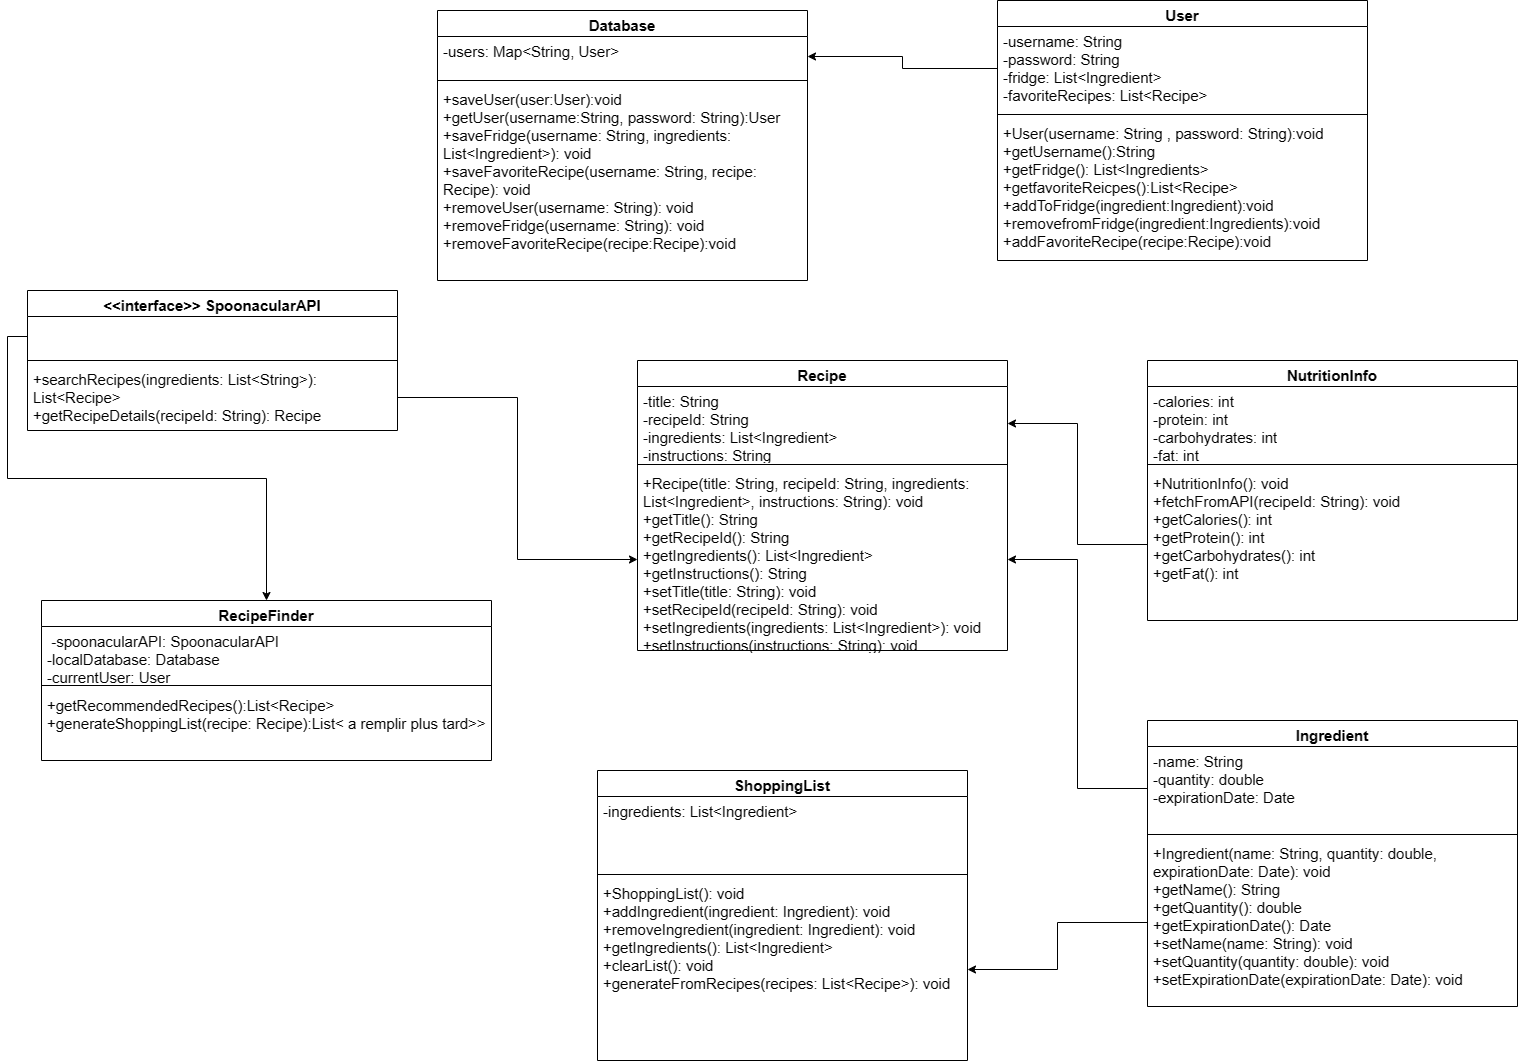 Database
-users: Map<String, User>
+saveUser(user:User):void
+getUser(username:String, password: String):User
+saveFridge(username: String, ingredients:
List<Ingredient>): void
+saveFavoriteRecipe(username: String, recipe:
Recipe): void
+removeUser(username: String): void
+removeFridge(username: String): void
+removeFavoriteRecipe(recipe:Recipe):void
User
-username: String
-password: String
-fridge: List<Ingredient>
-favoriteRecipes: List<Recipe>
+User(username: String , password: String):void
+getUsername():String
+getFridge(): List<Ingredients>
+getfavoriteReicpes():List<Recipe>
+addToFridge(ingredient:Ingredient):void
+removefromFridge(ingredient:Ingredients):void
+addFavoriteRecipe(recipe:Recipe):void
<<interface>> SpoonacularAPI
+searchRecipes(ingredients: List<String>):
List<Recipe>
+getRecipeDetails(recipeId: String): Recipe
Recipe
-title: String
-recipeId: String
-ingredients: List<Ingredient>
-instructions: String
+Recipe(title: String, recipeId: String, ingredients:
List<Ingredient>, instructions: String): void
+getTitle(): String
+getRecipeId(): String
+getIngredients(): List<Ingredient>
+getInstructions(): String
+setTitle(title: String): void
+setRecipeId(recipeId: String): void
+setIngredients(ingredients: List<Ingredient>): void
+setInstructions(instructions: String): void
NutritionInfo
-calories: int
-protein: int
-carbohydrates: int
-fat: int
+NutritionInfo(): void
+fetchFromAPI(recipeId: String): void
+getCalories(): int
+getProtein(): int
+getCarbohydrates(): int
+getFat(): int
RecipeFinder
-spoonacularAPI: SpoonacularAPI
-localDatabase: Database
-currentUser: User
+getRecommendedRecipes():List<Recipe>
+generateShoppingList(recipe: Recipe):List< a remplir plus tard>>
ShoppingList
-ingredients: List<Ingredient>
+ShoppingList(): void
+addIngredient(ingredient: Ingredient): void
+removeIngredient(ingredient: Ingredient): void
+getIngredients(): List<Ingredient>
+clearList(): void
+generateFromRecipes(recipes: List<Recipe>): void
Ingredient
-name: String
-quantity: double
-expirationDate: Date
+Ingredient(name: String, quantity: double,
expirationDate: Date): void
+getName(): String
+getQuantity(): double
+getExpirationDate(): Date
+setName(name: String): void
+setQuantity(quantity: double): void
+setExpirationDate(expirationDate: Date): void